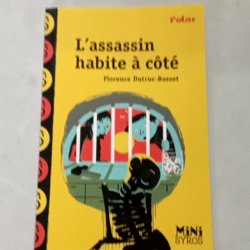 Polar
L'assassin
habite à côté
Florence Dutruc-Rosset
MiNi
SYROS